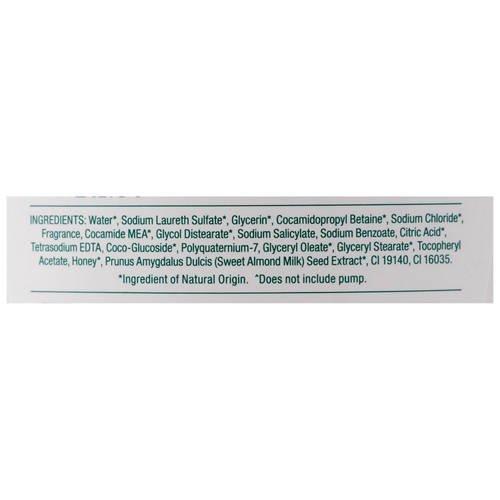 INGREDIENTS: Water*, Sodium Laureth Sulfate*, Glycerin*, Cocamidopropyl Betaine*, Sodium Chloride*,
Fragrance, Cocamide MEA*, Glycol Distearate*, Sodium Salicylate, Sodium Benzoate, Citric Acid*,
Tetrasodium EDTA, Coco-Glucoside*, Polyquaternium-7, Glyceryl Oleate*, Glyceryl Stearate*, Tocopheryl
Acetate, Honey*, Prunus Amygdalus Dulcis (Sweet Almond Milk) Seed Extract*, CI 19140, CI 16035.
*Ingredient of Natural Origin. ^Does not include pump.